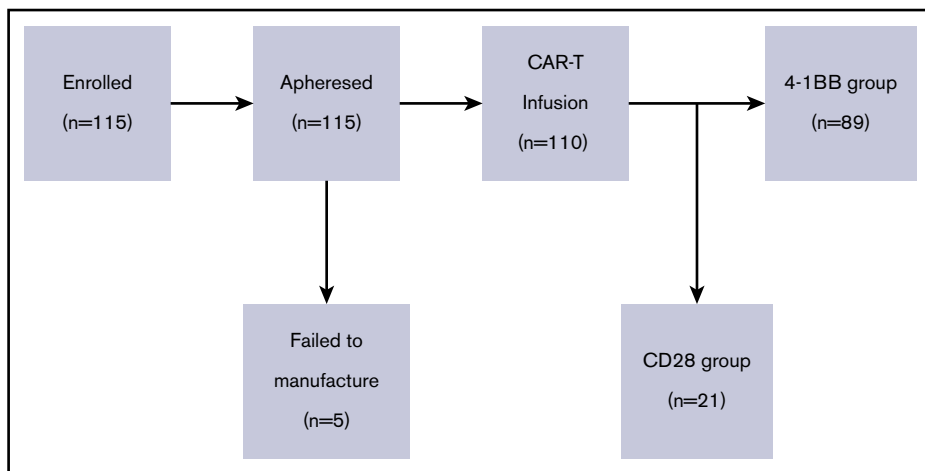 Enrolled
(n=115)
Apheresed
(n=115)
CAR-T
Infusion
(n=110)
4-1BB group
(n=89)
Failed to
manufacture
(n=5)
CD28 group
(n=21)